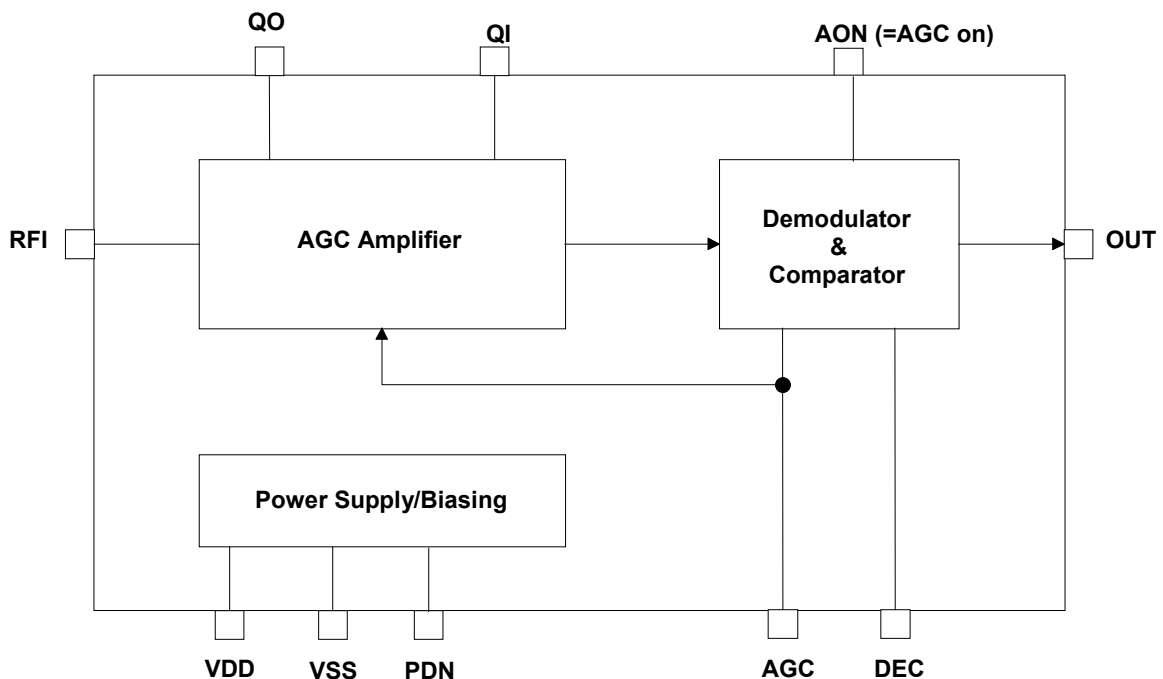 QO
QI
AON (=AGC on)
RFI
AGC Amplifier
Demodulator
&
Comparator
OUT
Power Supply/Biasing
VDD
VSS
PDN
AGC
DEC